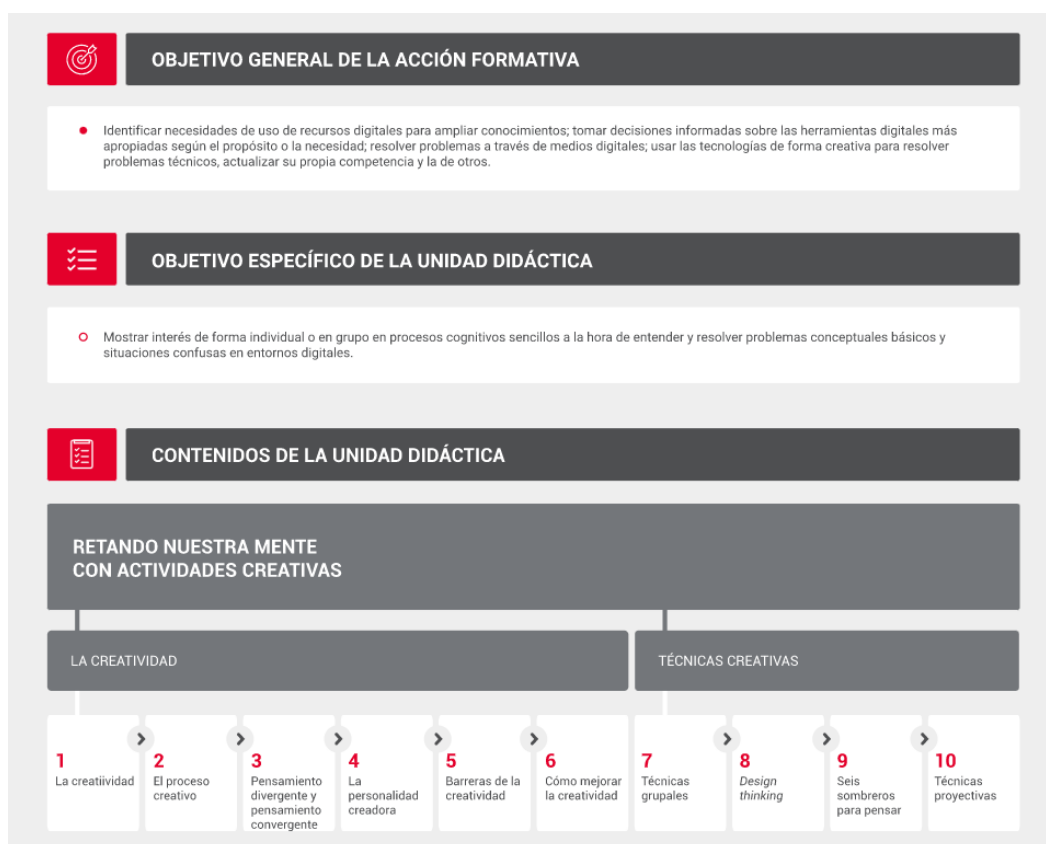 OBJETIVO GENERAL DE LA ACCIÓN FORMATIVA
Identificar necesidades de uso de recursos digitales para ampliar conocimientos; tomar decisiones informadas sobre las herramientas digitales más
apropiadas según el propósito o la necesidad; resolver problemas a través de medios digitales; usar las tecnologías de forma creativa para resolver
problemas técnicos, actualizar su propia competencia y la de otros.
OBJETIVO ESPECÍFICO DE LA UNIDAD DIDÁCTICA
Mostrar interés de forma individual o en grupo en procesos cognitivos sencillos a la hora de entender y resolver problemas conceptuales básicos y
situaciones confusas en entornos digitales.
CONTENIDOS DE LA UNIDAD DIDÁCTICA
RETANDO NUESTRA MENTE
CON ACTIVIDADES CREATIVAS
LA CREATIVIDAD
TÉCNICAS CREATIVAS
1
La creatiividad
2
El proceso
creativo
3
Pensamiento
divergente y
pensamiento
convergente
4
La
personalidad
creadora
5
Barreras de la
creatividad
6
Cómo mejorar
la creatividad
7
Técnicas
grupales
8
Design
thinking
9
Seis
sombreros
para pensar
10
Técnicas
proyectivas